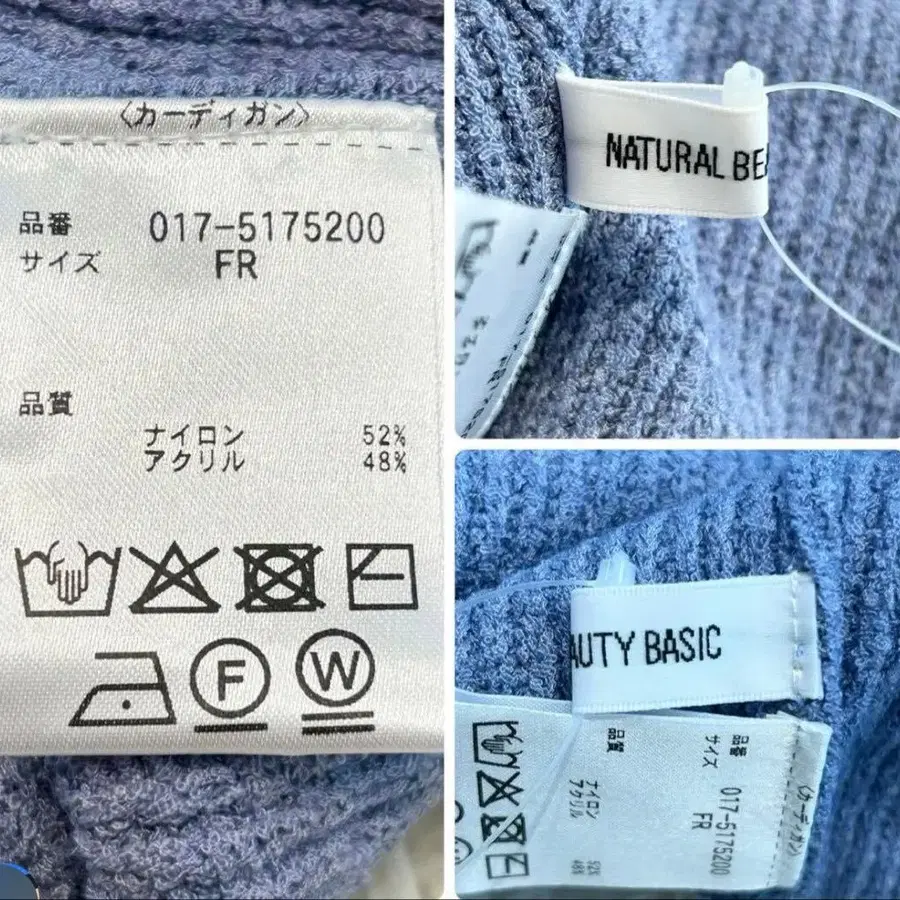 〈カーディガン〉
品番 017-5175200
サイズ FR
品質
ナイロン 52%
アクリル 48%
F W
NATURAL BEA
AUTY BASIC
〈カーディガン〉
品番 017-5175200
サイズ FR
品質
ナイロン 52%
アクリル 48%